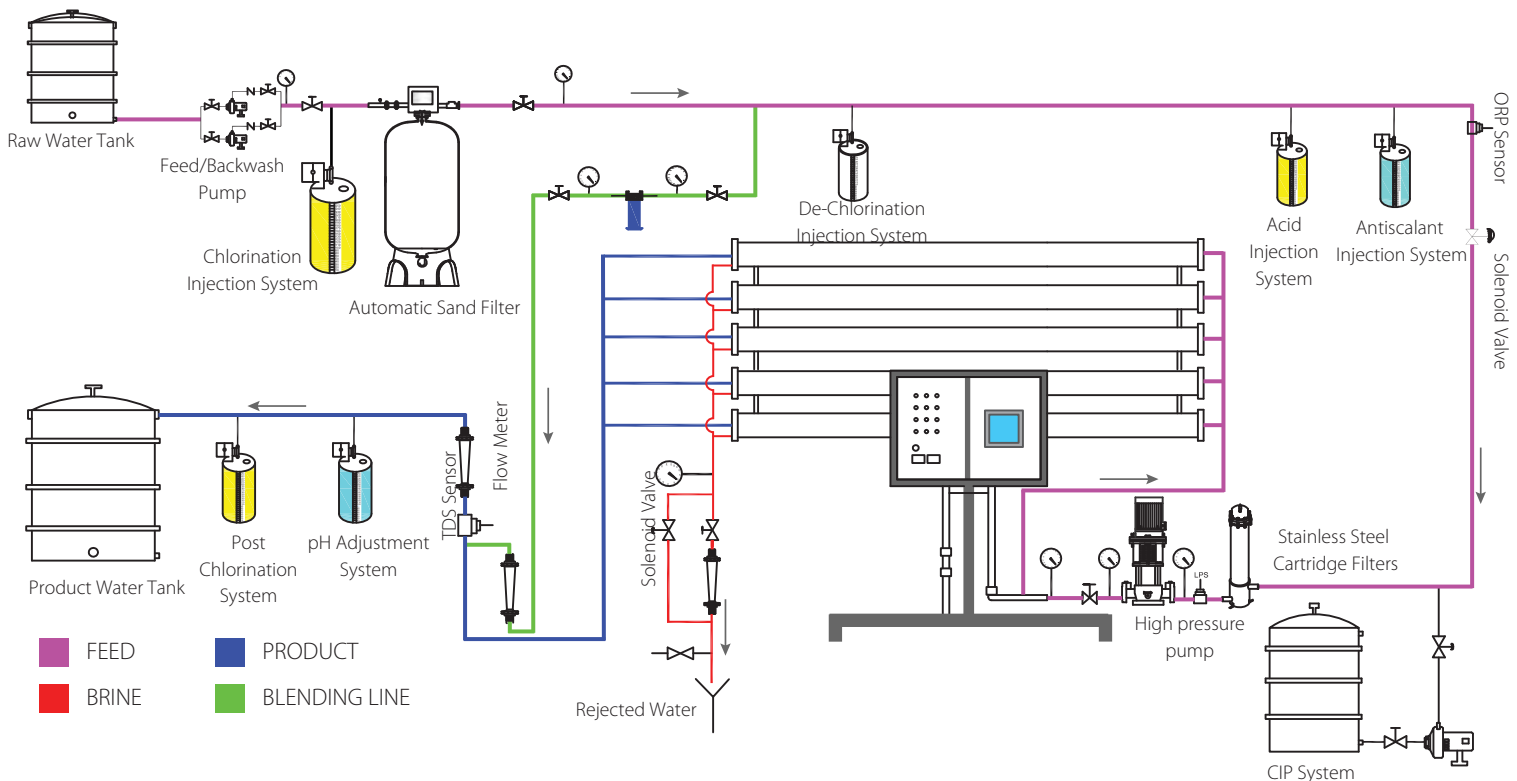 Raw Water Tank
Feed/Backwash
Pump
Chlorination
Injection System
Automatic Sand Filter
De-Chlorination
Injection System
Acid
Injection
System
Antiscalant
Injection System
ORP Sensor
Solenoid Valve
Product Water Tank
Post
Chlorination
System
pH Adjustment
System
TDS Sensor
Flow Meter
Solenoid Valve
Rejected Water
LPS
High pressure
pump
Stainless Steel
Cartridge Filters
CIP System
FEED
PRODUCT
BRINE
BLENDING LINE